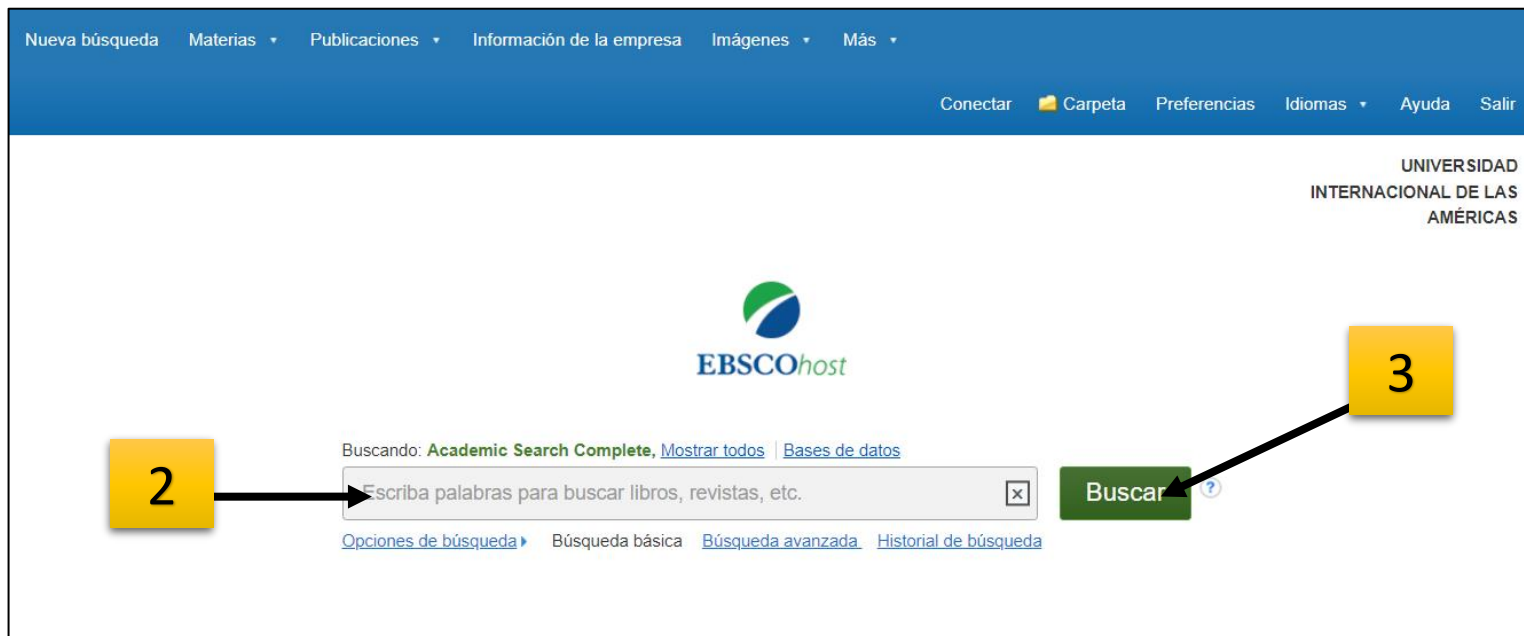 Nueva búsqueda Materias Publicaciones Información de la empresa Imágenes Más
Conectar Carpeta Preferencias Idiomas Ayuda Salir
UNIVERSIDAD
INTERNACIONAL DE LAS
AMÉRICAS
EBSCOhost
3
Buscando: Academic Search Complete, Mostrar todos | Bases de datos
2
Escriba palabras para buscar libros, revistas, etc.
Buscar ?
Opciones de búsqueda Búsqueda básica Búsqueda avanzada Historial de búsqueda